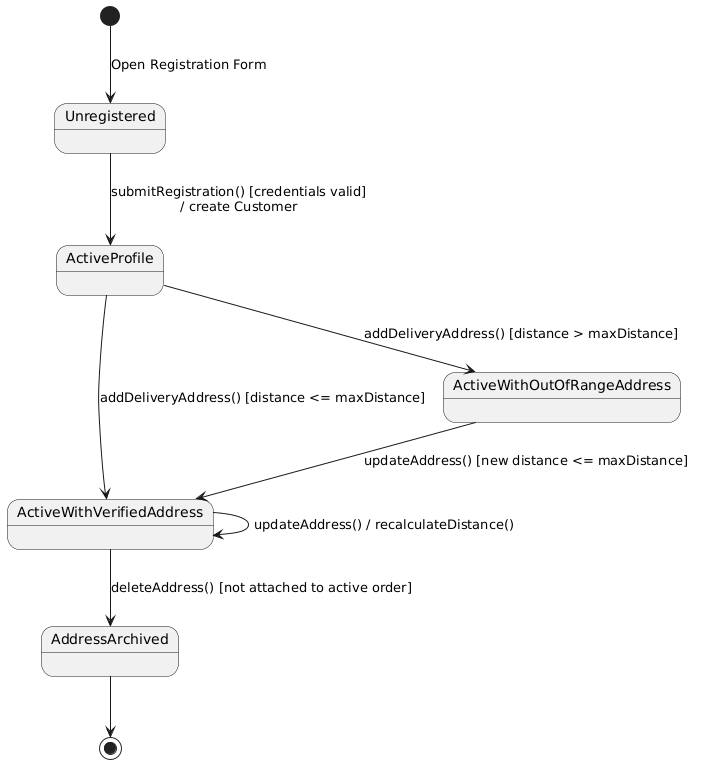 Open Registration Form
Unregistered
submitRegistration() [credentials valid]
/ create Customer
ActiveProfile
addDeliveryAddress() [distance > maxDistance]
ActiveWithOutOfRangeAddress
addDeliveryAddress() [distance <= maxDistance]
updateAddress() [new distance <= maxDistance]
ActiveWithVerifiedAddress
updateAddress() / recalculateDistance()
deleteAddress() [not attached to active order]
AddressArchived